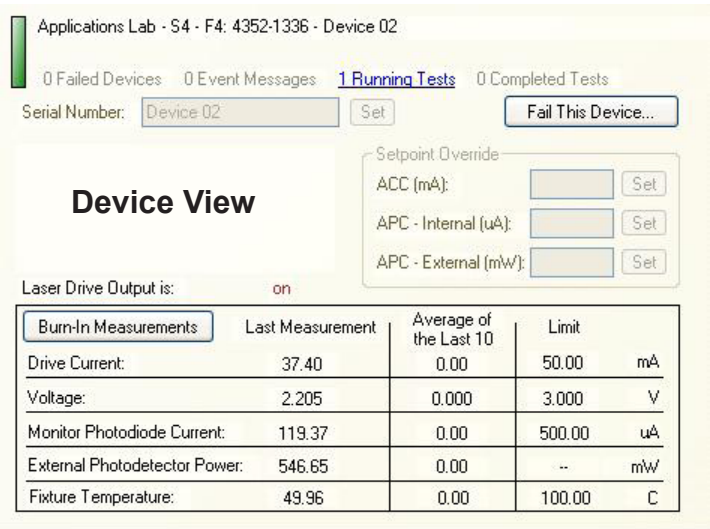 Applications Lab - S4 - F4: 4352-1336 - Device 02
0 Failed Devices 0 Event Messages 1 Running Tests 0 Completed Tests
Serial Number: Device 02 Set Fail This Device...
Setpoint Override
ACC (mA): Set
Device View
APC - Internal (uA): Set
APC - External (mW): Set
Laser Drive Output is: on
Burn-In Measurements Last Measurement Average of the Last 10 Limit
Drive Current: 37.40 0.00 50.00 mA
Voltage: 2.205 0.000 3.000 V
Monitor Photodiode Current: 119.37 0.00 500.00 uA
External Photodetector Power: 546.65 0.00 -- mW
Fixture Temperature: 49.96 0.00 100.00 C